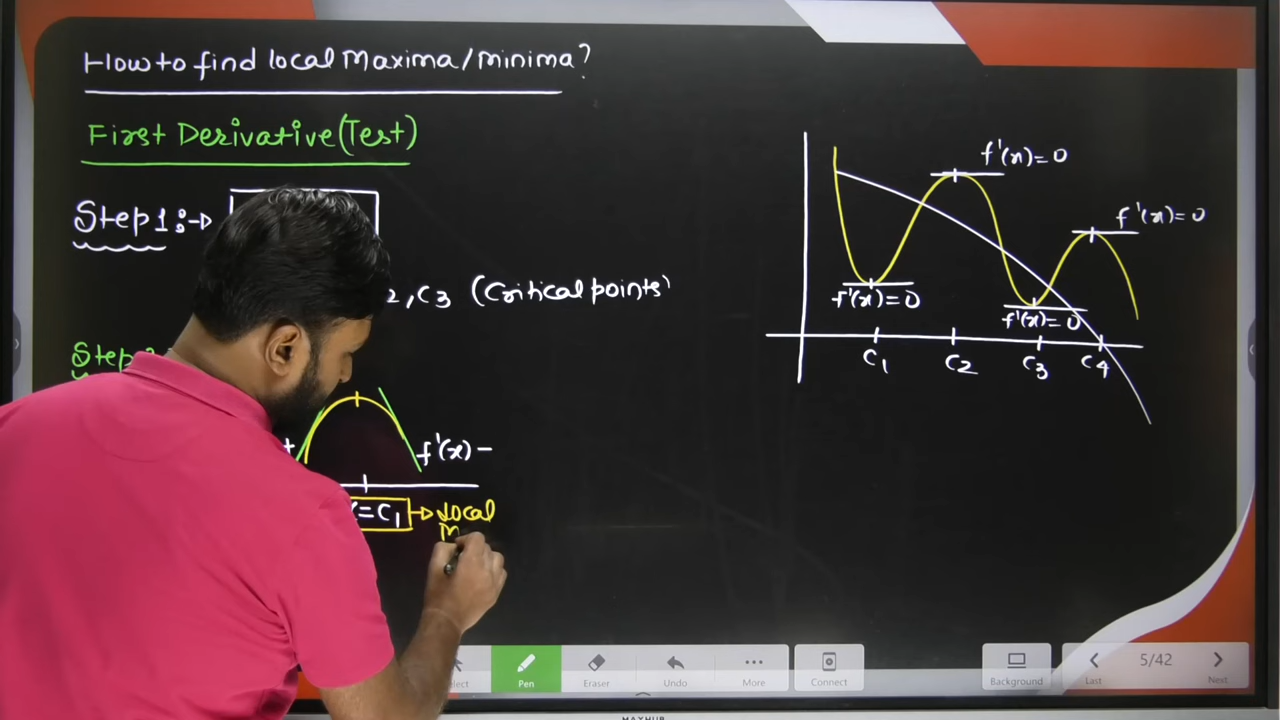 How to find local Maxima/Minima?
First Derivative(Test)
Step 1:→
2, C3 (Critical points)
Step
+
f'(x) -
=C1 → Local
f'(x)=0
f'(x)=0
f'(x)=0
f'(x)=0
C1 C2 C3 C4
Pen Eraser Undo More Connect Background Last 5/42 Next
MAXHUB